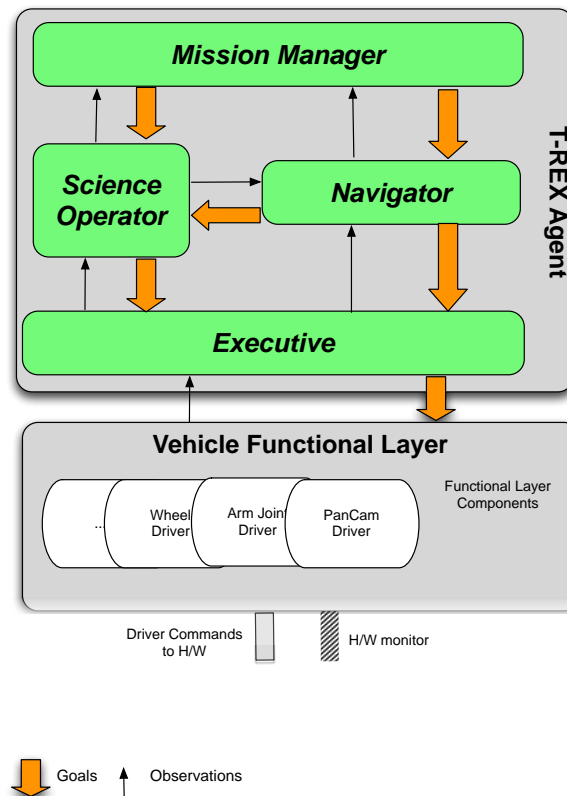 Mission Manager
T-REX Agent
Science
Operator
Navigator
Executive
Vehicle Functional Layer
Functional Layer
Components
...
Wheel
Driver
Arm Joint
Driver
PanCam
Driver
Driver Commands
to H/W
H/W monitor
Goals
Observations